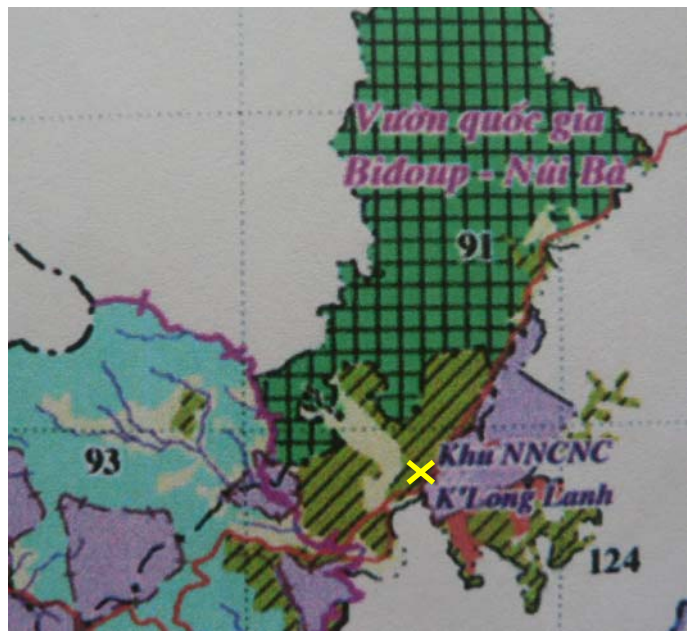 Vườn quốc gia
Bidoup - Núi Bà
91
93
Khu NNCNC
K'Long Lanh
124